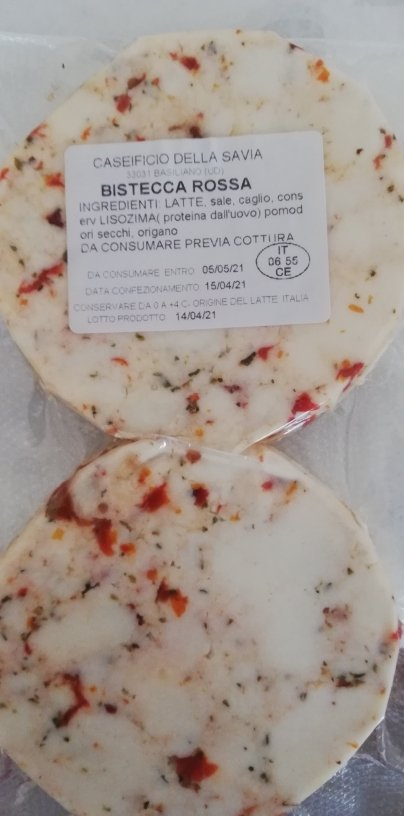 CASEIFICIO DELLA SAVIA
33031 BASILIANO (UD)
BISTECCA ROSSA
INGREDIENTI: LATTE, sale, caglio, cons
erv LISOZIMA( proteina dall'uovo) pomod
ori secchi, origano
DA CONSUMARE PREVIA COTTURA
IT
06 55
CE
DA CONSUMARE ENTRO 05/05/21
DATA CONFEZIONAMENTO 15/04/21
CONSERVARE DA 0 A +4 C- ORIGINE DEL LATTE ITALIA
LOTTO PRODOTTO 14/04/21